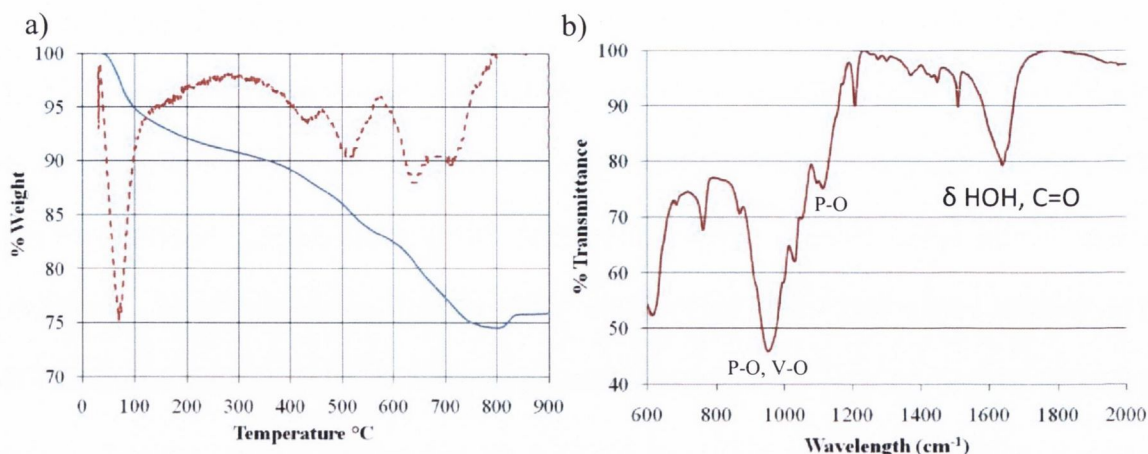 a)
100
95
90
85
80
75
70
% Weight
0 100 200 300 400 500 600 700 800 900
Temperature °C
b)
100
90
80
70
60
50
40
% Transmittance
P-O
δ HOH, C=O
P-O, V-O
600 800 1000 1200 1400 1600 1800 2000
Wavelength (cm⁻¹)